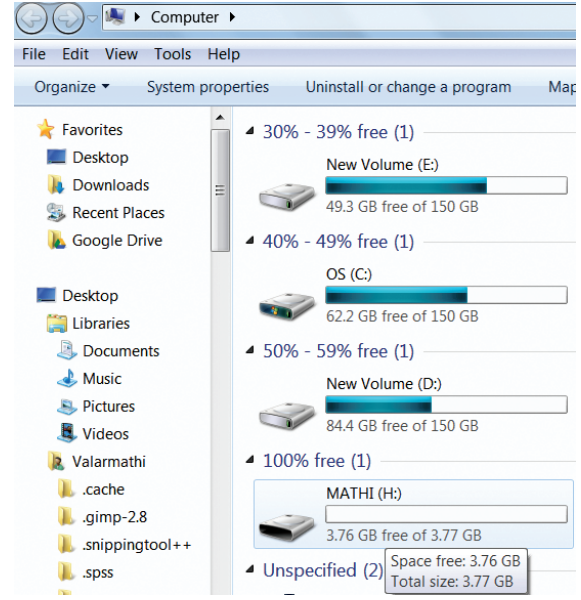 Computer
File Edit View Tools Help
Organize System properties Uninstall or change a program Map
Favorites
Desktop
Downloads
Recent Places
Google Drive
Desktop
Libraries
Documents
Music
Pictures
Videos
Valarmathi
.cache
.gimp-2.8
.snippingtool++
.spss
30% - 39% free (1)
New Volume (E:)
49.3 GB free of 150 GB
40% - 49% free (1)
OS (C:)
62.2 GB free of 150 GB
50% - 59% free (1)
New Volume (D:)
84.4 GB free of 150 GB
100% free (1)
MATHI (H:)
3.76 GB free of 3.77 GB
Space free: 3.76 GB
Total size: 3.77 GB
Unspecified (2)